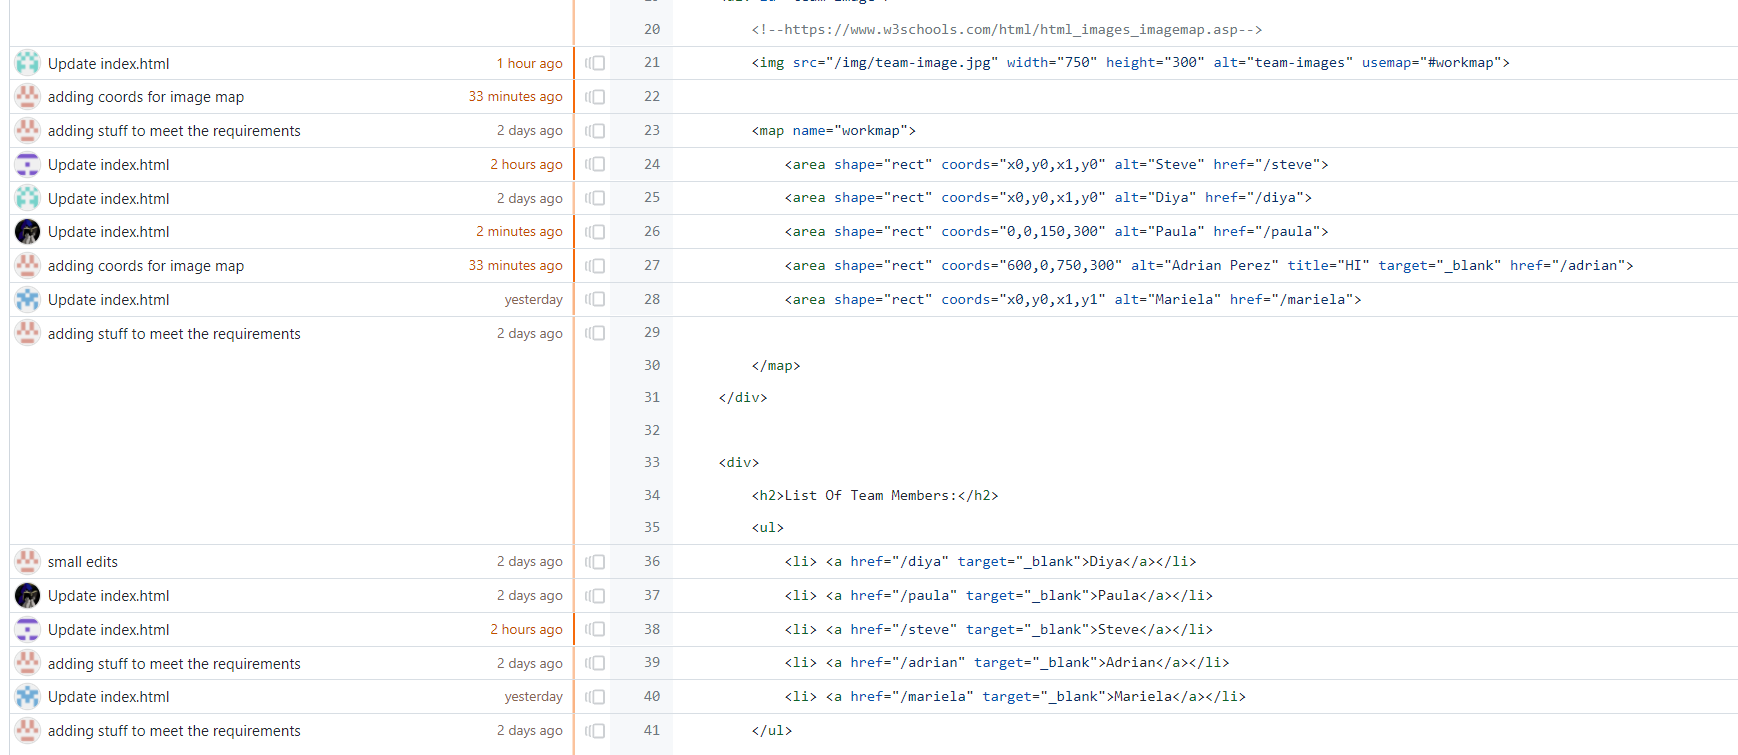 20 <!--https://www.w3schools.com/html/html_images_imagemap.asp-->
Update index.html 1 hour ago 21 <img src="/img/team-image.jpg" width="750" height="300" alt="team-images" usemap="#workmap">
adding coords for image map 33 minutes ago 22
adding stuff to meet the requirements 2 days ago 23 <map name="workmap">
Update index.html 2 hours ago 24 <area shape="rect" coords="x0,y0,x1,y0" alt="Steve" href="/steve">
Update index.html 2 days ago 25 <area shape="rect" coords="x0,y0,x1,y0" alt="Diya" href="/diya">
Update index.html 2 minutes ago 26 <area shape="rect" coords="0,0,150,300" alt="Paula" href="/paula">
adding coords for image map 33 minutes ago 27 <area shape="rect" coords="600,0,750,300" alt="Adrian Perez" title="HI" target="_blank" href="/adrian">
Update index.html yesterday 28 <area shape="rect" coords="x0,y0,x1,y1" alt="Mariela" href="/mariela">
adding stuff to meet the requirements 2 days ago 29
30 </map>
31 </div>
32
33 <div>
34 <h2>List Of Team Members:</h2>
35 <ul>
small edits 2 days ago 36 <li> <a href="/diya" target="_blank">Diya</a></li>
Update index.html 2 days ago 37 <li> <a href="/paula" target="_blank">Paula</a></li>
Update index.html 2 hours ago 38 <li> <a href="/steve" target="_blank">Steve</a></li>
adding stuff to meet the requirements 2 days ago 39 <li> <a href="/adrian" target="_blank">Adrian</a></li>
Update index.html yesterday 40 <li> <a href="/mariela" target="_blank">Mariela</a></li>
adding stuff to meet the requirements 2 days ago 41 </ul>